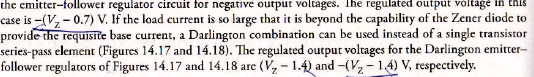 the emitter-follower regulator circuit for negative output voltages. The regulated output voltage in this
case is –(Vz – 0.7) V. If the load current is so large that it is beyond the capability of the Zener diode to
provide the requisite base current, a Darlington combination can be used instead of a single transistor
series-pass element (Figures 14.17 and 14.18). The regulated output voltages for the Darlington emitter–
follower regulators of Figures 14.17 and 14.18 are (Vz – 1.4) and –(Vz – 1.4) V, respectively.